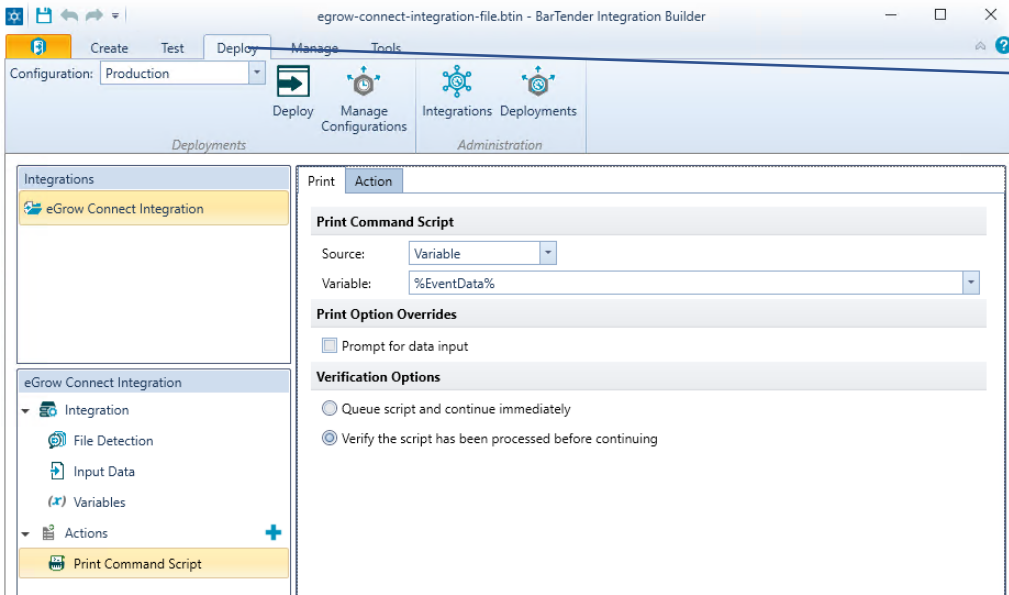 egrow-connect-integration-file.btin - BarTender Integration Builder
Create Test Deploy Manage Tools
Configuration: Production
Deploy Manage Configurations Integrations Deployments
Deployments Administration
Integrations
eGrow Connect Integration
Print Action
Print Command Script
Source: Variable
Variable: %EventData%
Print Option Overrides
Prompt for data input
Verification Options
Queue script and continue immediately
Verify the script has been processed before continuing
eGrow Connect Integration
Integration
File Detection
Input Data
(x) Variables
Actions
Print Command Script